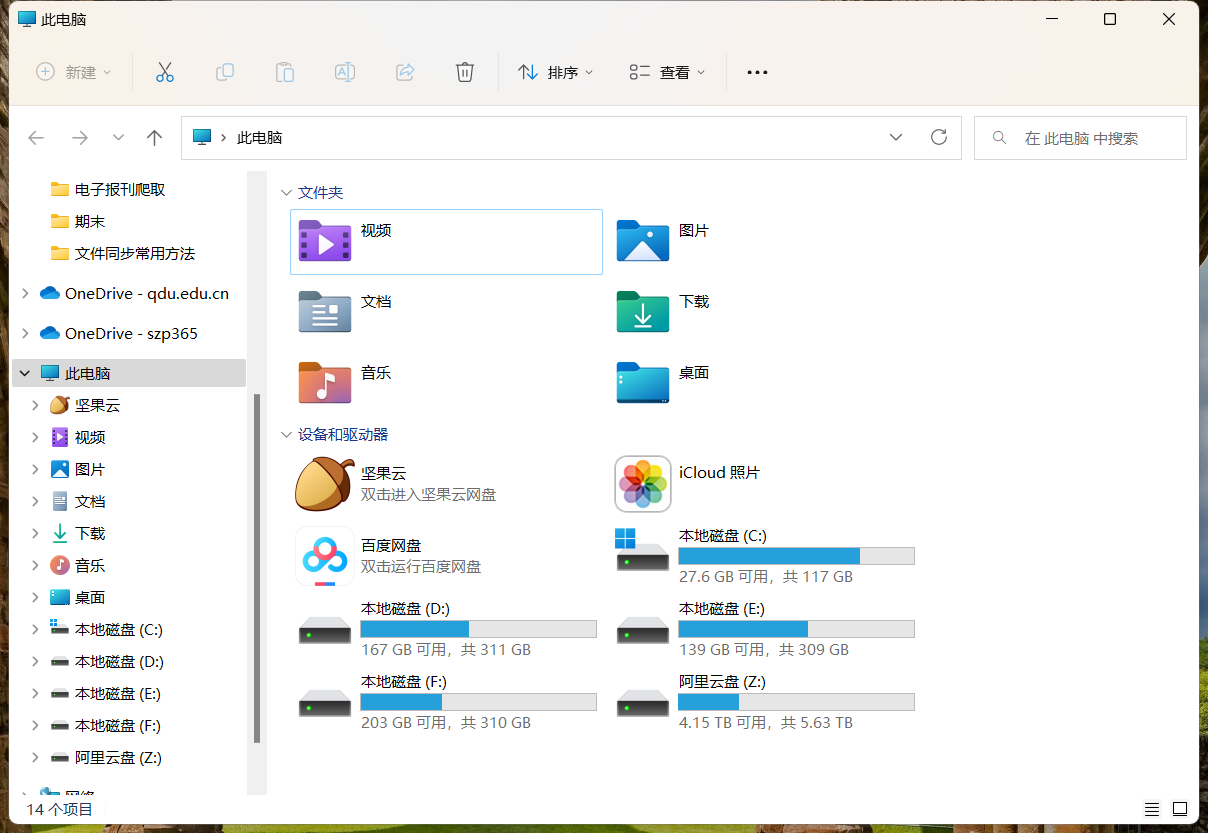 此电脑
新建
排序
查看
此电脑
在 此电脑 中搜索
电子报刊爬取
期末
文件同步常用方法
OneDrive - qdu.edu.cn
OneDrive - szp365
此电脑
坚果云
视频
图片
文档
下载
音乐
桌面
本地磁盘 (C:)
本地磁盘 (D:)
本地磁盘 (E:)
本地磁盘 (F:)
阿里云盘 (Z:)
网络
文件夹
视频
图片
文档
下载
音乐
桌面
设备和驱动器
坚果云
双击进入坚果云网盘
iCloud 照片
百度网盘
双击运行百度网盘
本地磁盘 (C:)
27.6 GB 可用，共 117 GB
本地磁盘 (D:)
167 GB 可用，共 311 GB
本地磁盘 (E:)
139 GB 可用，共 309 GB
本地磁盘 (F:)
203 GB 可用，共 310 GB
阿里云盘 (Z:)
4.15 TB 可用，共 5.63 TB
14 个项目